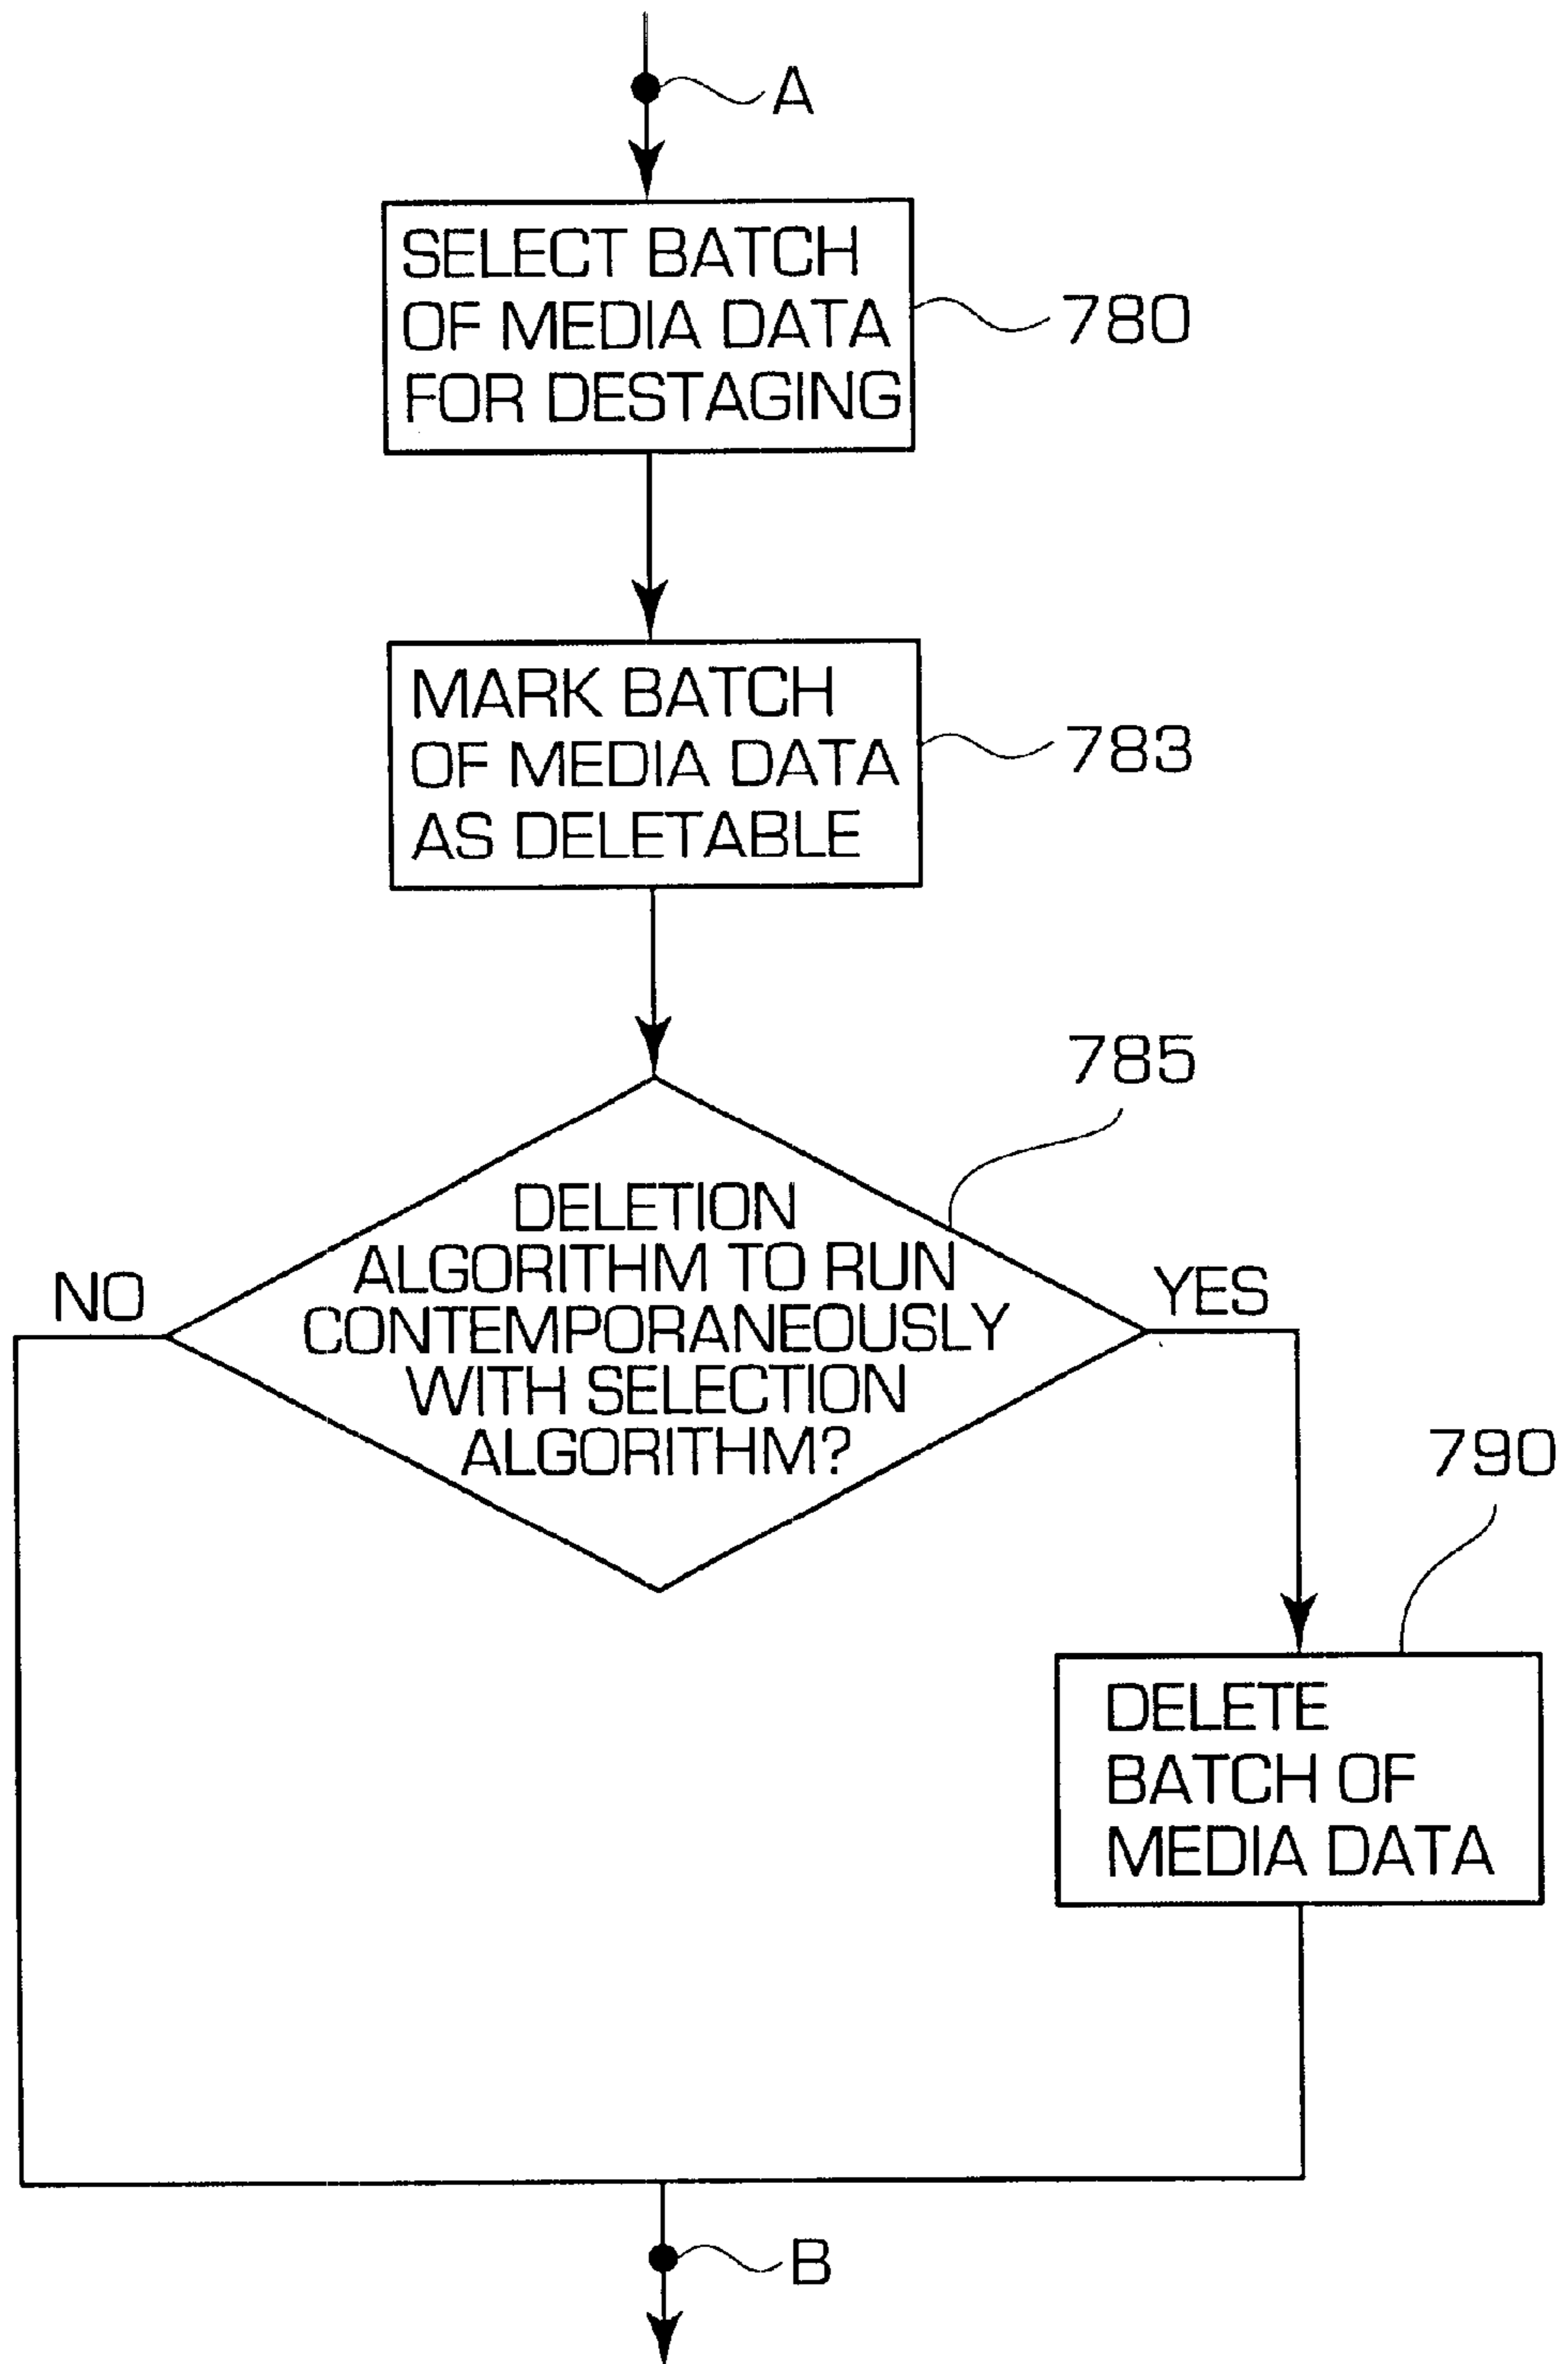 A
SELECT BATCH
OF MEDIA DATA
FOR DESTAGING
780
MARK BATCH
OF MEDIA DATA
AS DELETABLE
783
785
DELETION
ALGORITHM TO RUN
CONTEMPORANEOUSLY
WITH SELECTION
ALGORITHM?
NO
YES
790
DELETE
BATCH OF
MEDIA DATA
B